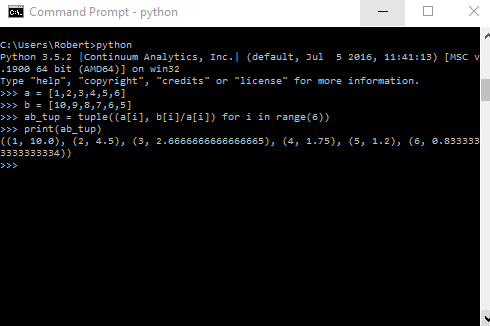 Command Prompt - python
C:\Users\Robert>python
Python 3.5.2 |Continuum Analytics, Inc.| (default, Jul  5 2016, 11:41:13) [MSC v
.1900 64 bit (AMD64)] on win32
Type "help", "copyright", "credits" or "license" for more information.
>>> a = [1,2,3,4,5,6]
>>> b = [10,9,8,7,6,5]
>>> ab_tup = tuple((a[i], b[i]/a[i]) for i in range(6))
>>> print(ab_tup)
((1, 10.0), (2, 4.5), (3, 2.6666666666666665), (4, 1.75), (5, 1.2), (6, 0.833333
3333333334))
>>>